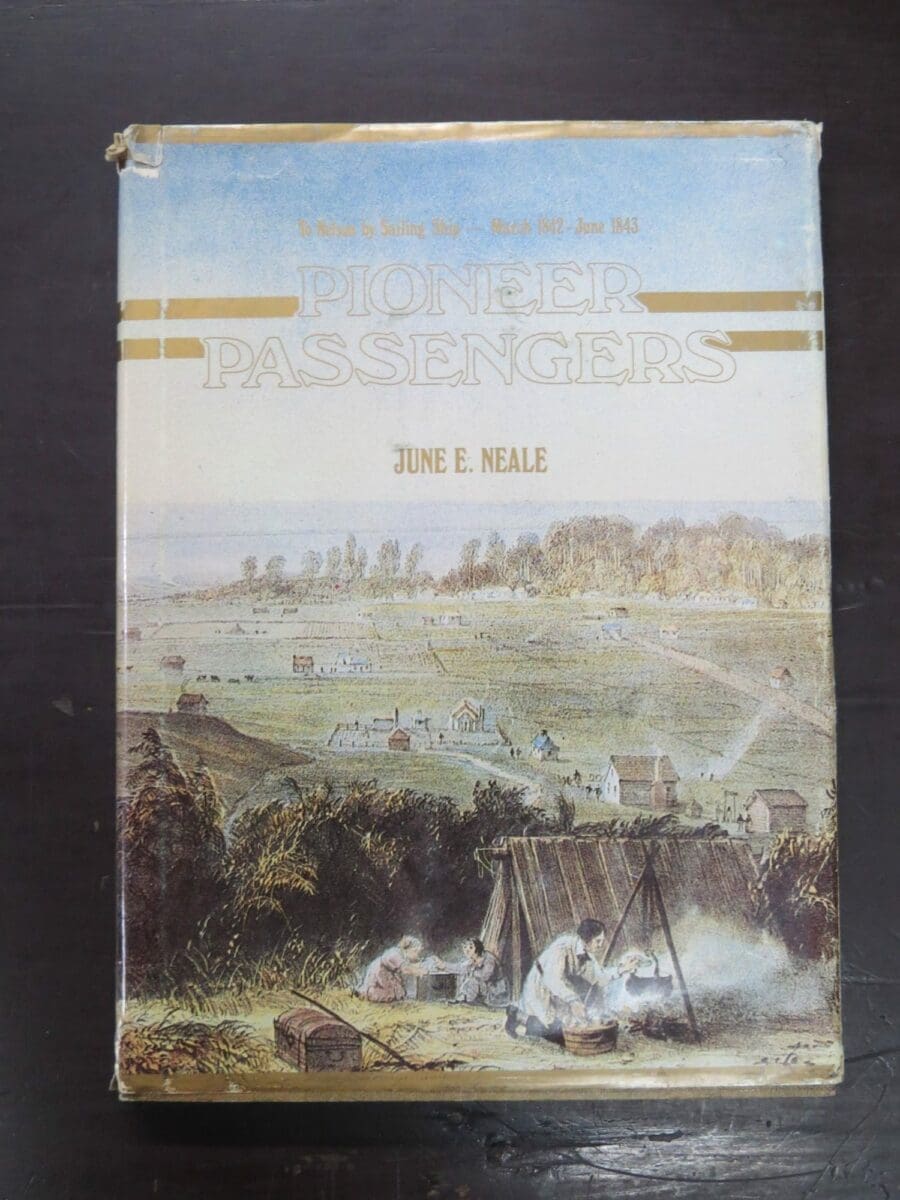 To Nelson by Sailing Ship — March 1842 - June 1843
PIONEER
PASSENGERS
JUNE E. NEALE